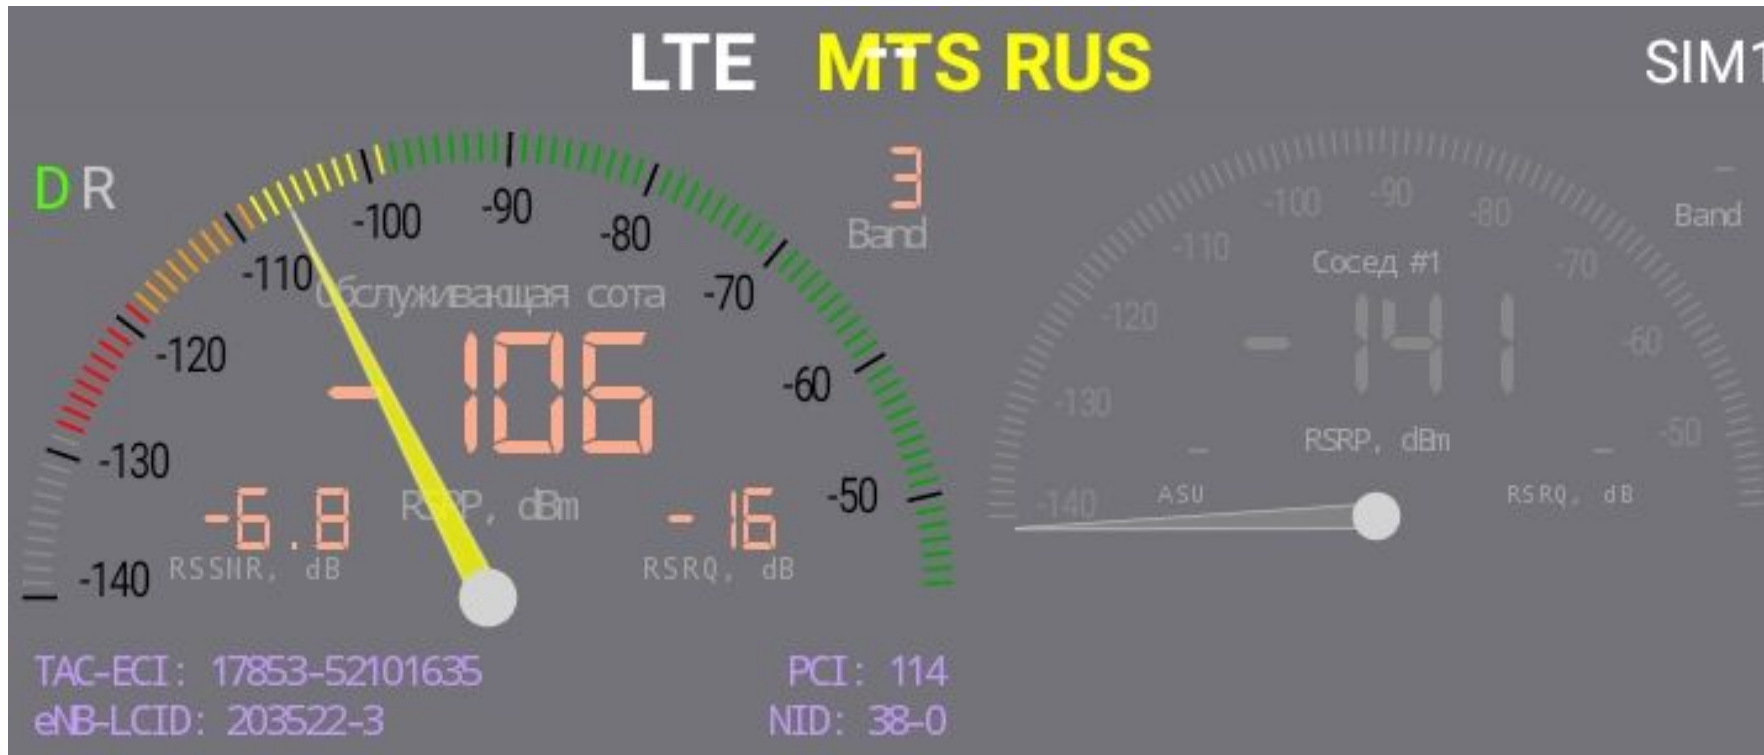 LTE MTS RUS SIM1
D R
3
Band
-140 -130 -120 -110 -100 -90 -80 -70 -60 -50
Обслуживающая сота
-106
RSRP, dBm
-6.8
RSSNR, dB
-16
RSRQ, dB
TAC-ECI: 17853-52101635
PCI: 114
eNB-LCID: 203522-3
NID: 38-0
-
Band
-140 -130 -120 -110 -100 -90 -80 -70 -60 -50
Сосед #1
-141
RSRP, dBm
-
ASU
-
RSRQ, dB